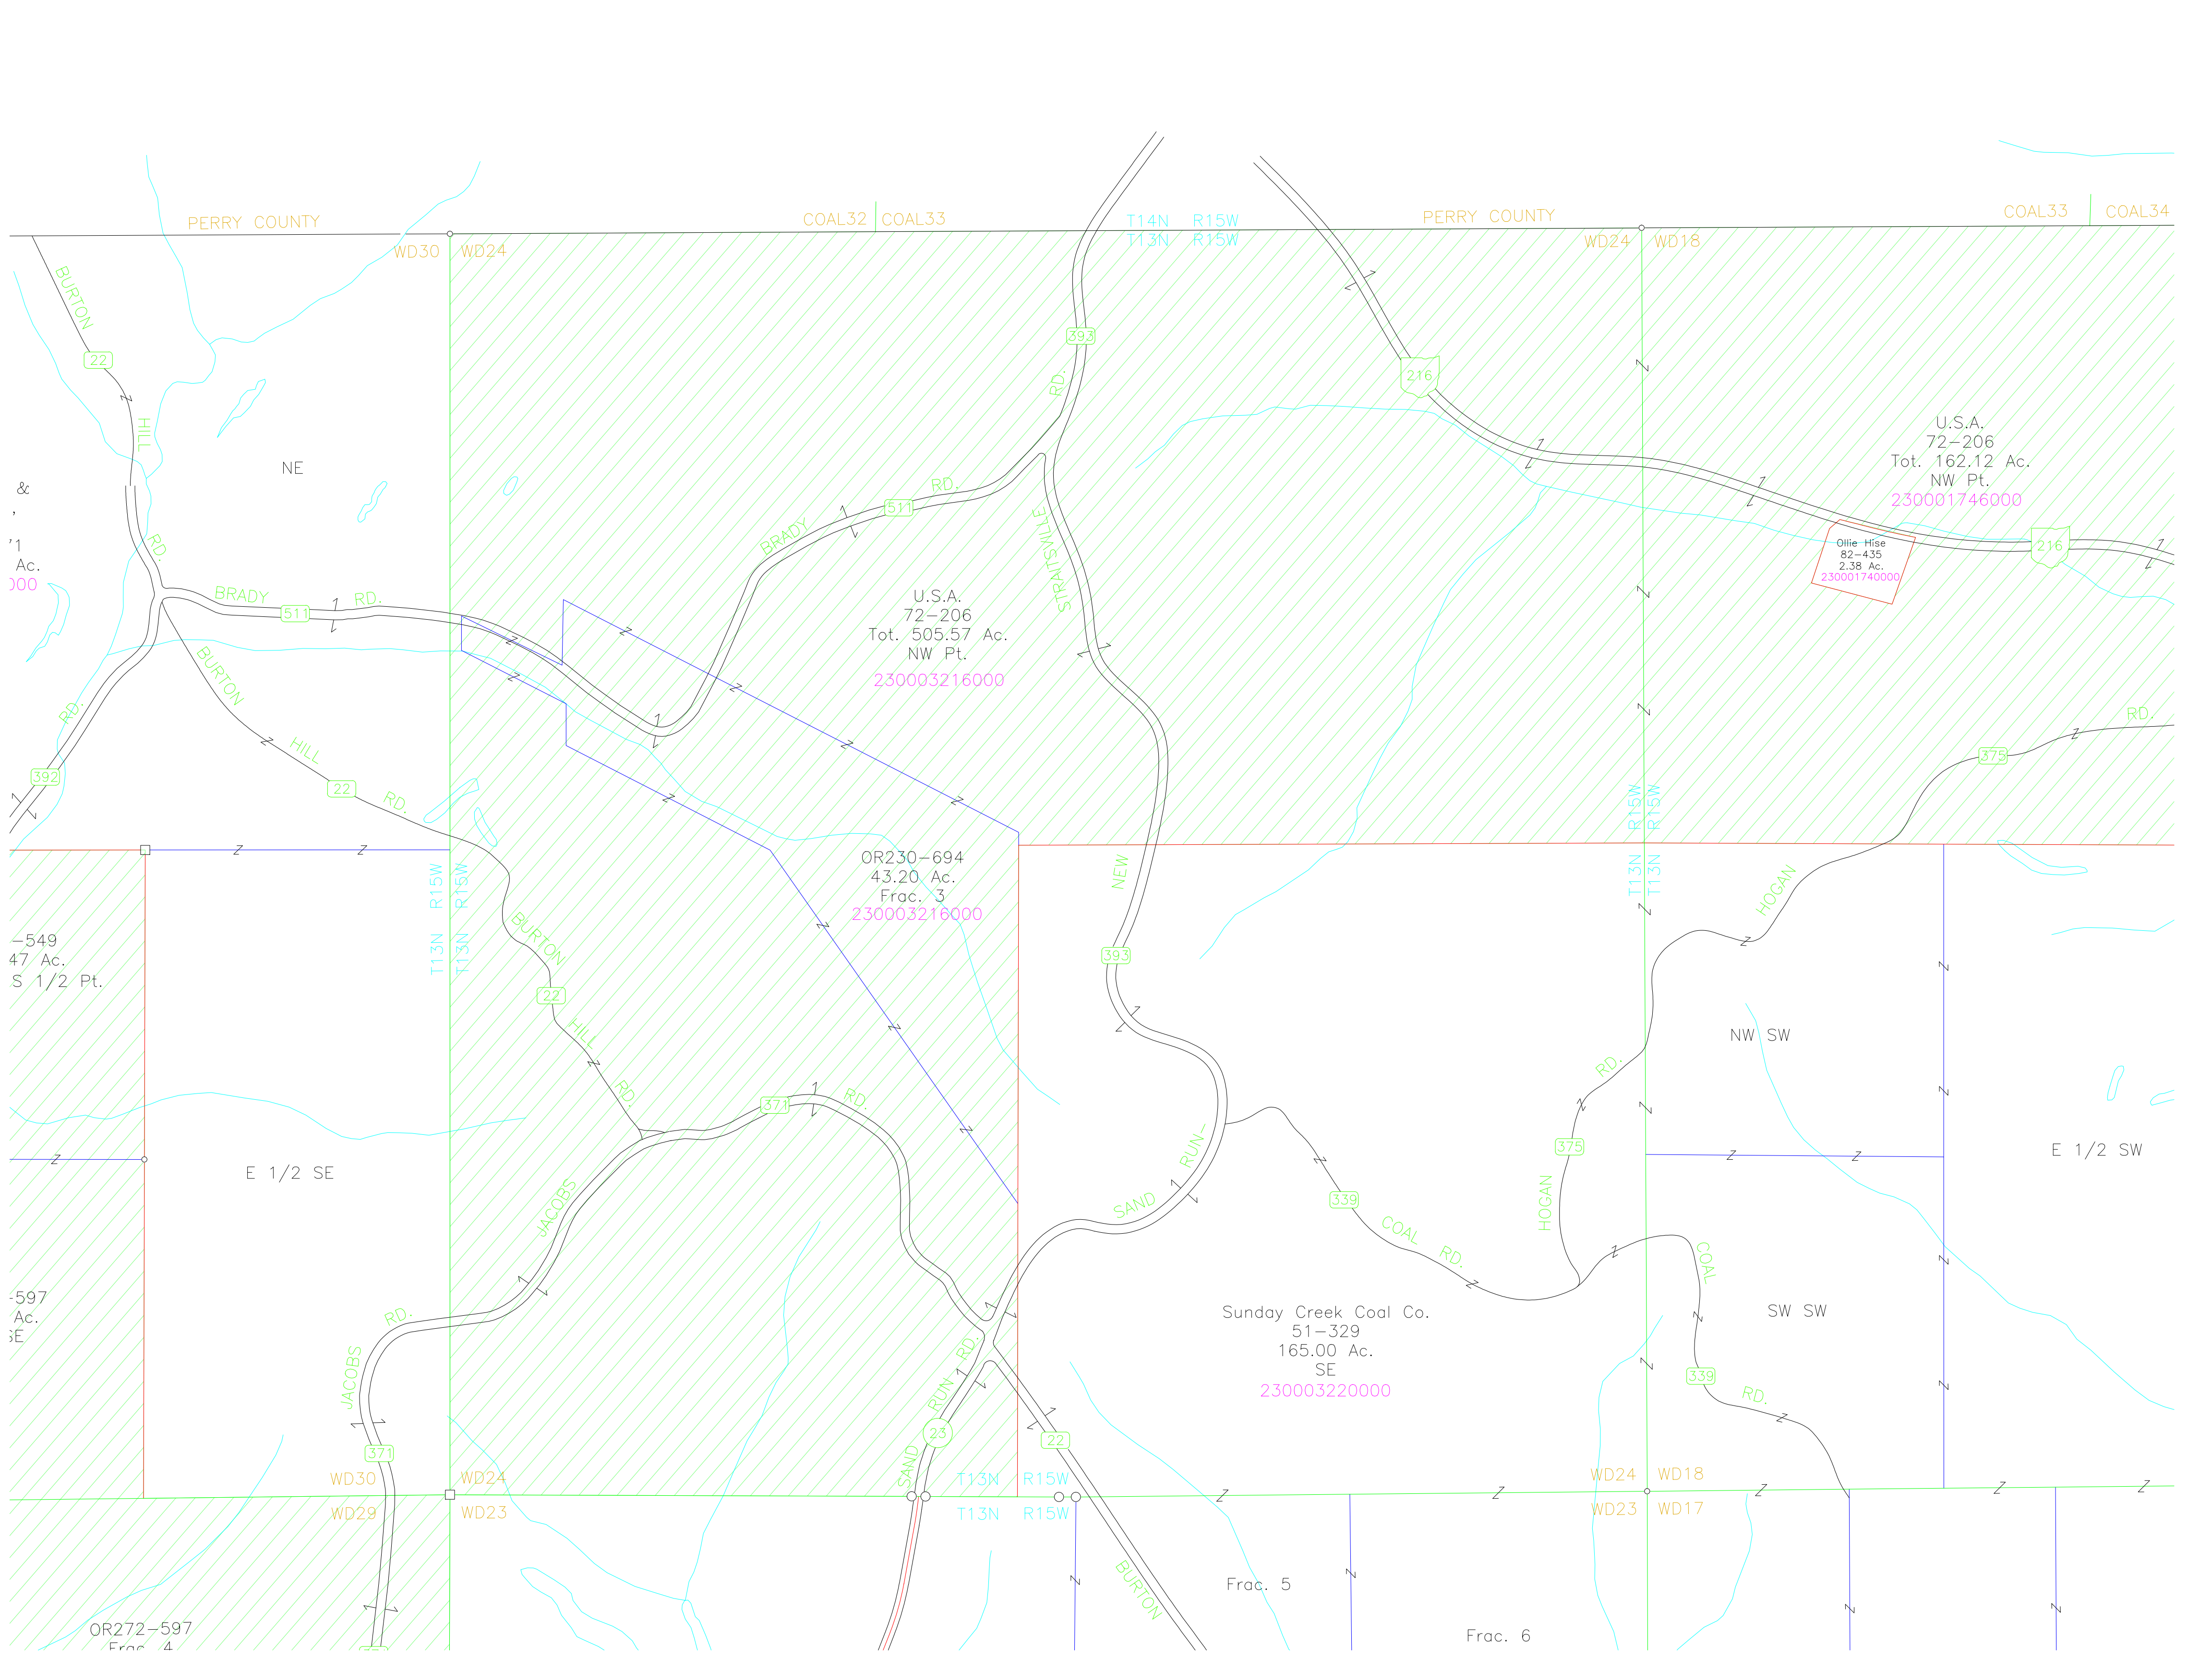 PERRY COUNTY
COAL32
COAL33
T14N R15W
T13N R15W
PERRY COUNTY
COAL33
COAL34
WD30
WD24
WD24
WD18
BURTON
22
HILL
RD.
NE
&
,
Ac.
BRADY
511
RD.
BURTON
HILL
22
RD.
RD.
392
393
RD.
216
BRADY
511
RD.
STRAITSVILLE
U.S.A.
72-206
Tot. 505.57 Ac.
NW Pt.
230003216000
U.S.A.
72-206
Tot. 162.12 Ac.
NW Pt.
230001746000
Ollie Hise
82-435
2.38 Ac.
230001740000
216
375
RD.
T13N R15W
T13N R15W
OR230-694
43.20 Ac.
Frac. 3
230003216000
T13N R15W
T13N R15W
NEW
393
HOGAN
-549
47 Ac.
S 1/2 Pt.
BURTON
22
HILL
RD.
NW SW
RD.
371
RD.
375
E 1/2 SE
E 1/2 SW
JACOBS
RUN-
SAND
339
COAL RD.
HOGAN
COAL
-597
Ac.
SE
RD.
JACOBS
371
Sunday Creek Coal Co.
51-329
165.00 Ac.
SE
230003220000
SW SW
339
RD.
RD.
RUN
23
SAND
22
WD30
WD24
T13N R15W
WD24
WD18
WD29
WD23
T13N R15W
WD23
WD17
BURTON
Frac. 5
Frac. 6
OR272-597
Frac. 4